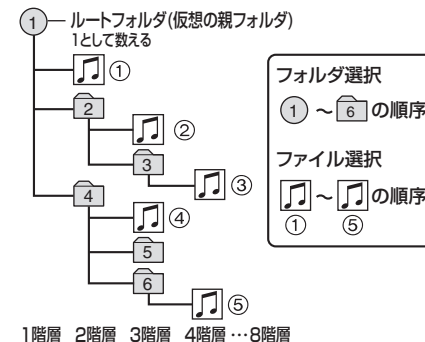 1 ルートフォルダ(仮想の親フォルダ)
1として数える
①
2
②
3
③
4
④
5
6
⑤
1階層 2階層 3階層 4階層…8階層
フォルダ選択
1 ～ 6 の順序
ファイル選択
～ の順序
① ⑤